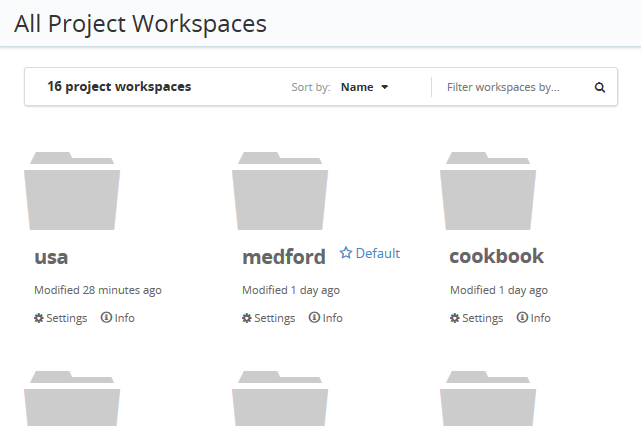 All Project Workspaces
16 project workspaces Sort by: Name Filter workspaces by...
usa medford Default cookbook
Modified 28 minutes ago Modified 1 day ago Modified 1 day ago
Settings Info Settings Info Settings Info